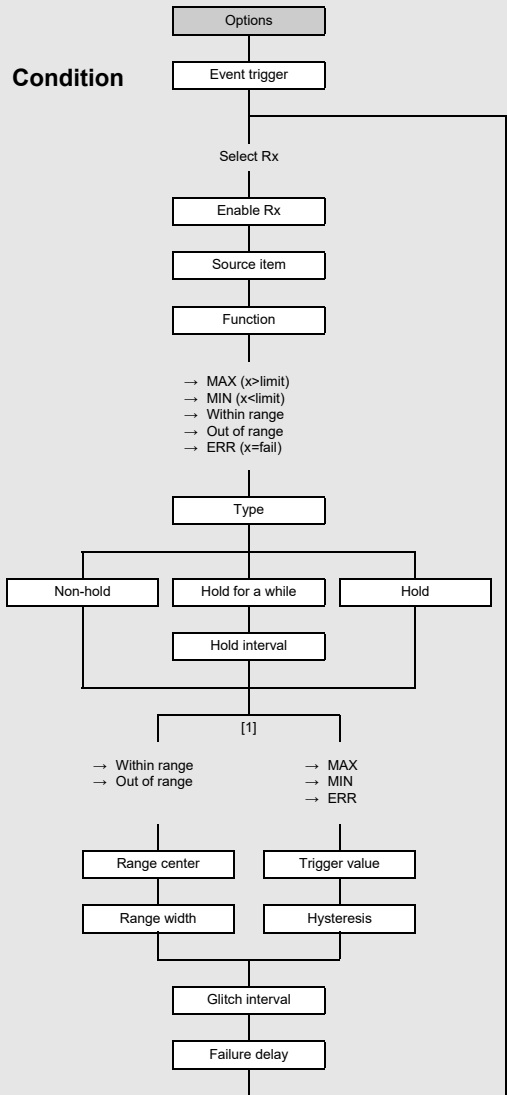 Options
Condition
Event trigger
Select Rx
Enable Rx
Source item
Function
→ MAX (x>limit)
→ MIN (x<limit)
→ Within range
→ Out of range
→ ERR (x=fail)
Type
Non-hold
Hold for a while
Hold
Hold interval
[1]
→ Within range
→ Out of range
→ MAX
→ MIN
→ ERR
Range center
Trigger value
Range width
Hysteresis
Glitch interval
Failure delay